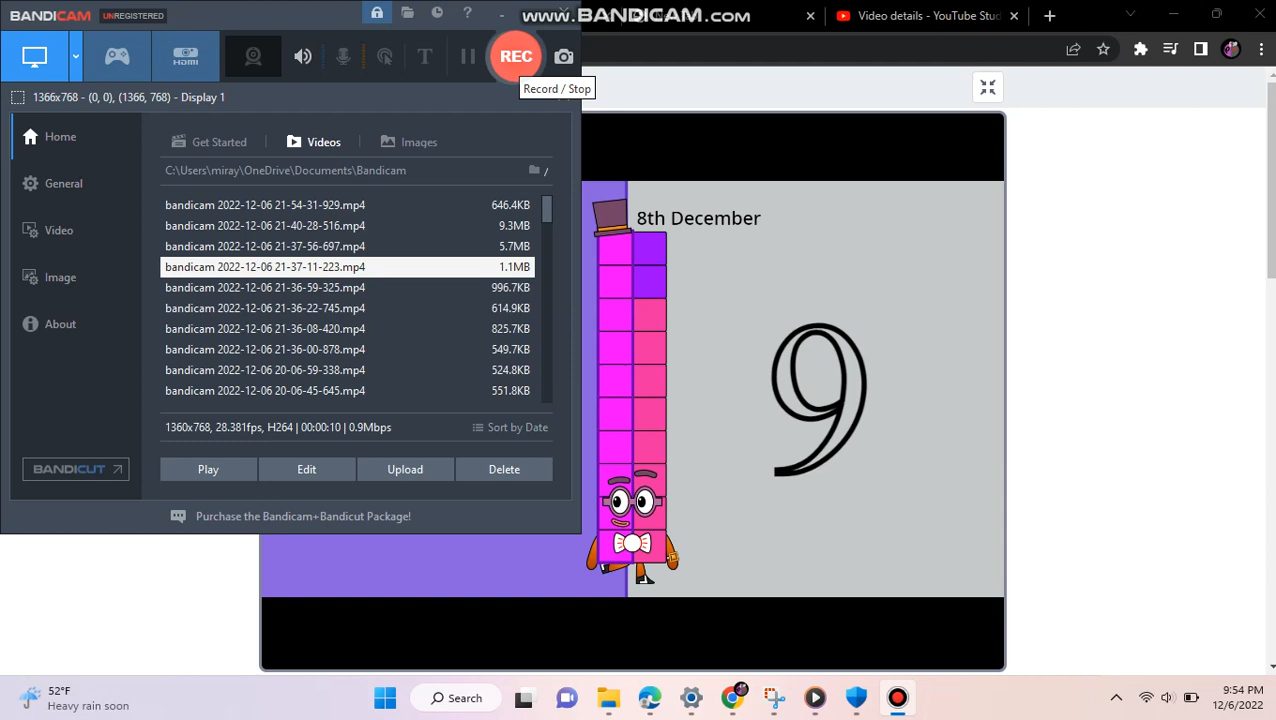 BANDICAM UNREGISTERED
www.BANDICAM.com
Video details - YouTube Stud
HDMI
T
REC
Record / Stop
1366x768 - (0, 0), (1366, 768) - Display 1
Home
General
Video
Image
About
BANDICUT
Get Started
Videos
Images
C:\Users\miray\OneDrive\Documents\Bandicam
/
bandicam 2022-12-06 21-54-31-929.mp4 646.4KB
bandicam 2022-12-06 21-40-28-516.mp4 9.3MB
bandicam 2022-12-06 21-37-56-697.mp4 5.7MB
bandicam 2022-12-06 21-37-11-223.mp4 1.1MB
bandicam 2022-12-06 21-36-59-325.mp4 996.7KB
bandicam 2022-12-06 21-36-22-745.mp4 614.9KB
bandicam 2022-12-06 21-36-08-420.mp4 825.7KB
bandicam 2022-12-06 21-36-00-878.mp4 549.7KB
bandicam 2022-12-06 20-06-59-338.mp4 524.8KB
bandicam 2022-12-06 20-06-45-645.mp4 551.8KB
1360x768, 28.381fps, H264 | 00:00:10 | 0.9Mbps
Sort by Date
Play
Edit
Upload
Delete
Purchase the Bandicam+Bandicut Package!
8th December
9
52°F
Heavy rain soon
Search
9:54 PM
12/6/2022